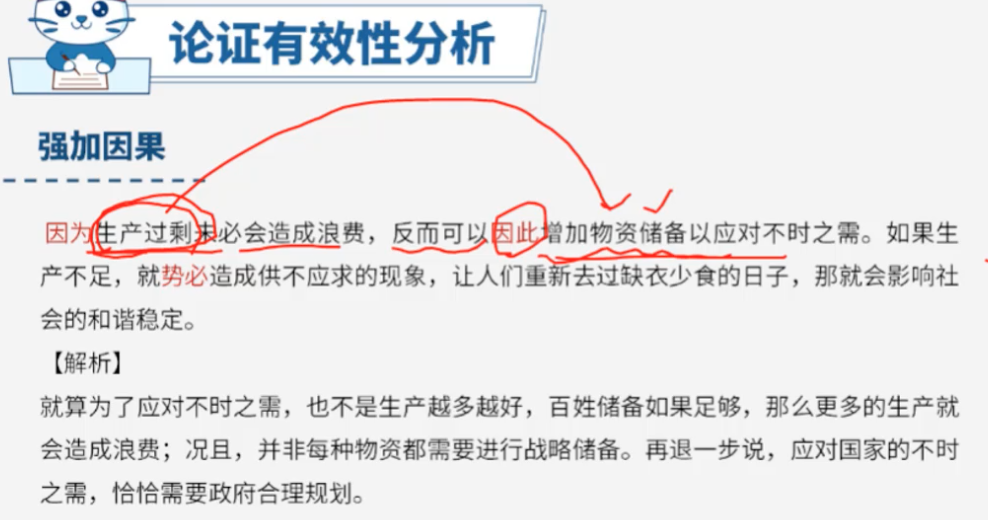 论证有效性分析
强加因果
因为生产过剩未必会造成浪费，反而可以因此增加物资储备以应对不时之需。如果生
产不足，就势必造成供不应求的现象，让人们重新去过缺衣少食的日子，那就会影响社
会的和谐稳定。
【解析】
就算为了应对不时之需，也不是生产越多越好，百姓储备如果足够，那么更多的生产就
会造成浪费；况且，并非每种物资都需要进行战略储备。再退一步说，应对国家的不时
之需，恰恰需要政府合理规划。